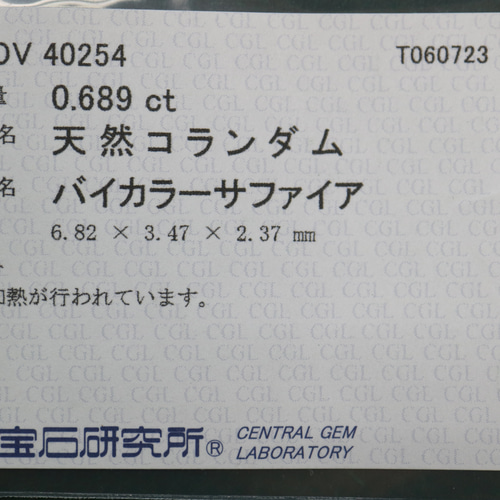 DV 40254 T060723
量 0.689 ct
名 天然コランダム
名 バイカラーサファイア
6.82 × 3.47 × 2.37 mm
加熱が行われています。
宝石研究所® CENTRAL GEM
LABORATORY